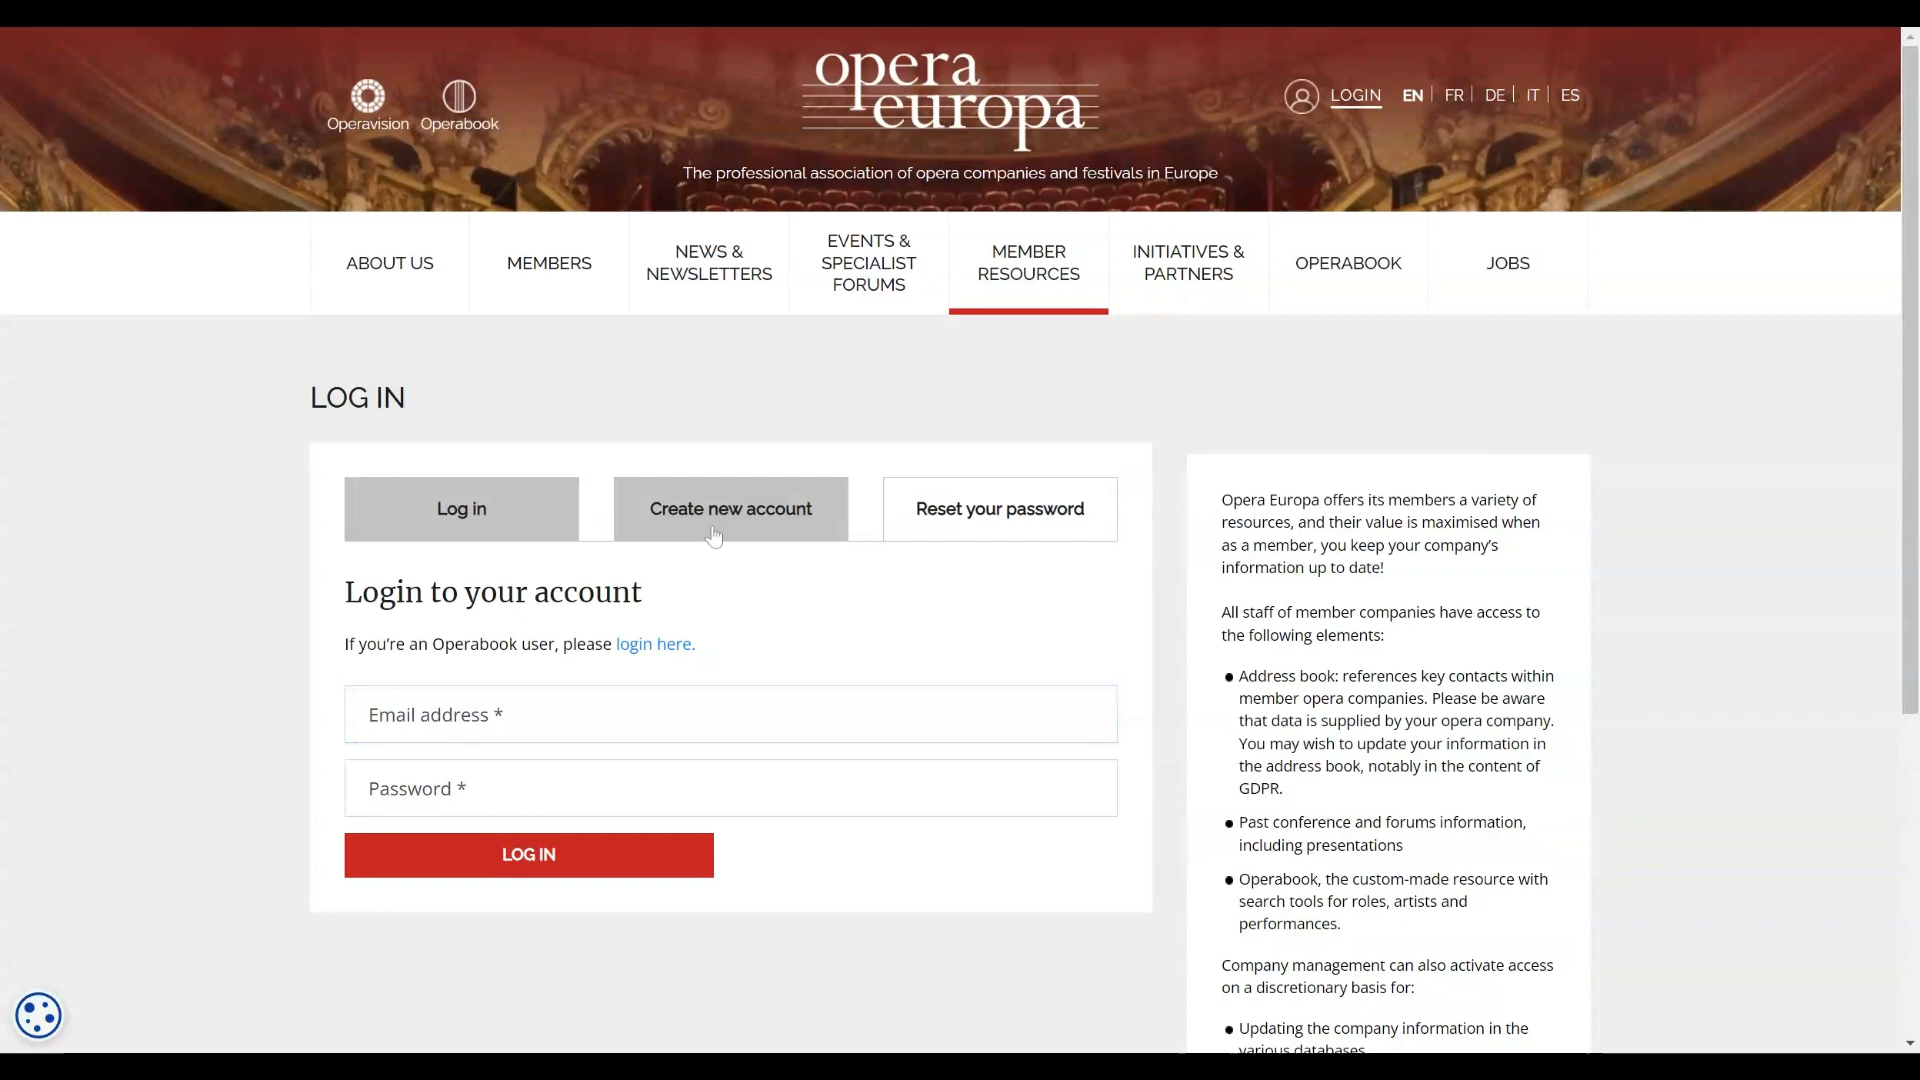 opera
europa
Operavision Operabook
LOGIN EN FR DE IT ES
The professional association of opera companies and festivals in Europe
ABOUT US
MEMBERS
NEWS &
NEWSLETTERS
EVENTS &
SPECIALIST
FORUMS
MEMBER
RESOURCES
INITIATIVES &
PARTNERS
OPERABOOK
JOBS
LOG IN
Log in
Create new account
Reset your password
Login to your account
If you’re an Operabook user, please login here.
Email address *
Password *
LOG IN
Opera Europa offers its members a variety of
resources, and their value is maximised when
as a member, you keep your company’s
information up to date!
All staff of member companies have access to
the following elements:
Address book: references key contacts within
member opera companies. Please be aware
that data is supplied by your opera company.
You may wish to update your information in
the address book, notably in the content of
GDPR.
Past conference and forums information,
including presentations
Operabook, the custom-made resource with
search tools for roles, artists and
performances.
Company management can also activate access
on a discretionary basis for:
Updating the company information in the
various databases